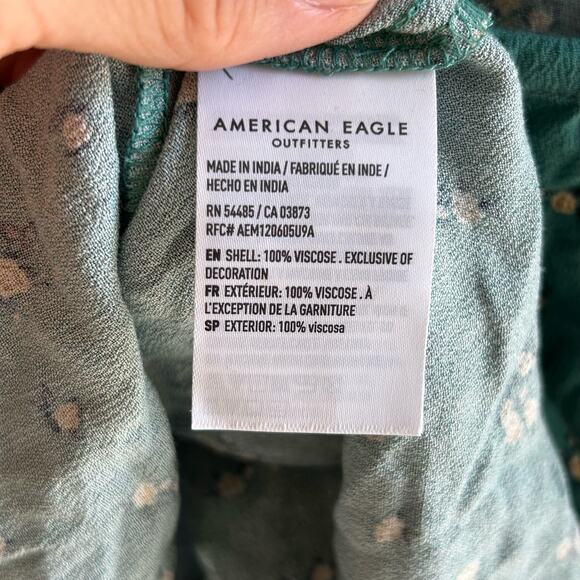 AMERICAN EAGLE
OUTFITTERS
MADE IN INDIA / FABRIQUÉ EN INDE /
HECHO EN INDIA
RN 54485 / CA 03873
RFC# AEM120605U9A
EN SHELL: 100% VISCOSE . EXCLUSIVE OF
DECORATION
FR EXTÉRIEUR: 100% VISCOSE . À
L'EXCEPTION DE LA GARNITURE
SP EXTERIOR: 100% viscosa